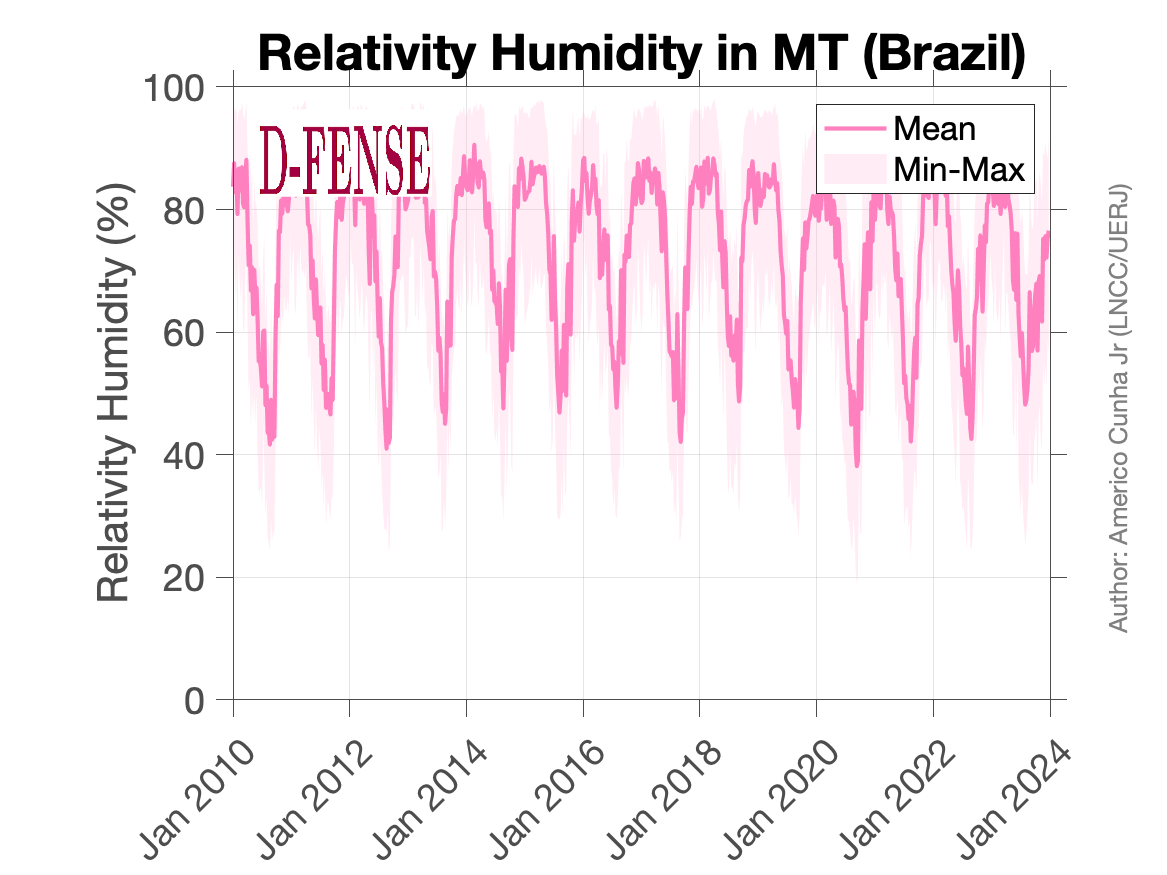 Relativity Humidity in MT (Brazil)
100
80
60
40
20
0
Relativity Humidity (%)
D-FENSE
Mean
Min-Max
Jan 2010
Jan 2012
Jan 2014
Jan 2016
Jan 2018
Jan 2020
Jan 2022
Jan 2024
Author: Americo Cunha Jr (LNCC/UERJ)